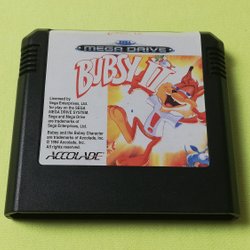 SEGA
MEGA DRIVE
BUBSY II
Licensed by
Sega Enterprises, Ltd.
for play on the SEGA
MEGA DRIVE SYSTEM.
Sega and Mega Drive
are trademarks of
Sega Enterprises, Ltd.
Bubsy and the Bubsy Character
are trademarks of Accolade, Inc.
© 1994 Accolade, Inc.
All rights reserved.
ACCOLADE